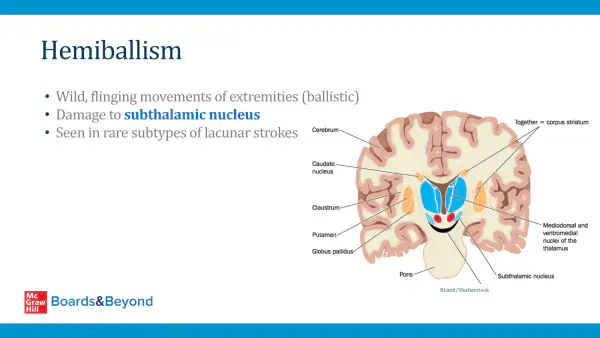 Hemiballism
• Wild, flinging movements of extremities (ballistic)
• Damage to subthalamic nucleus
• Seen in rare subtypes of lacunar strokes
Together = corpus striatum
Cerebrum
Caudate
nucleus
Claustrum
Putamen
Globus pallidus
Mediodorsal and
ventromedial
nuclei of the
thalamus
Pons
Subthalamic nucleus
Blamb/Shutterstock
Mc
Graw
Hill
Boards&Beyond